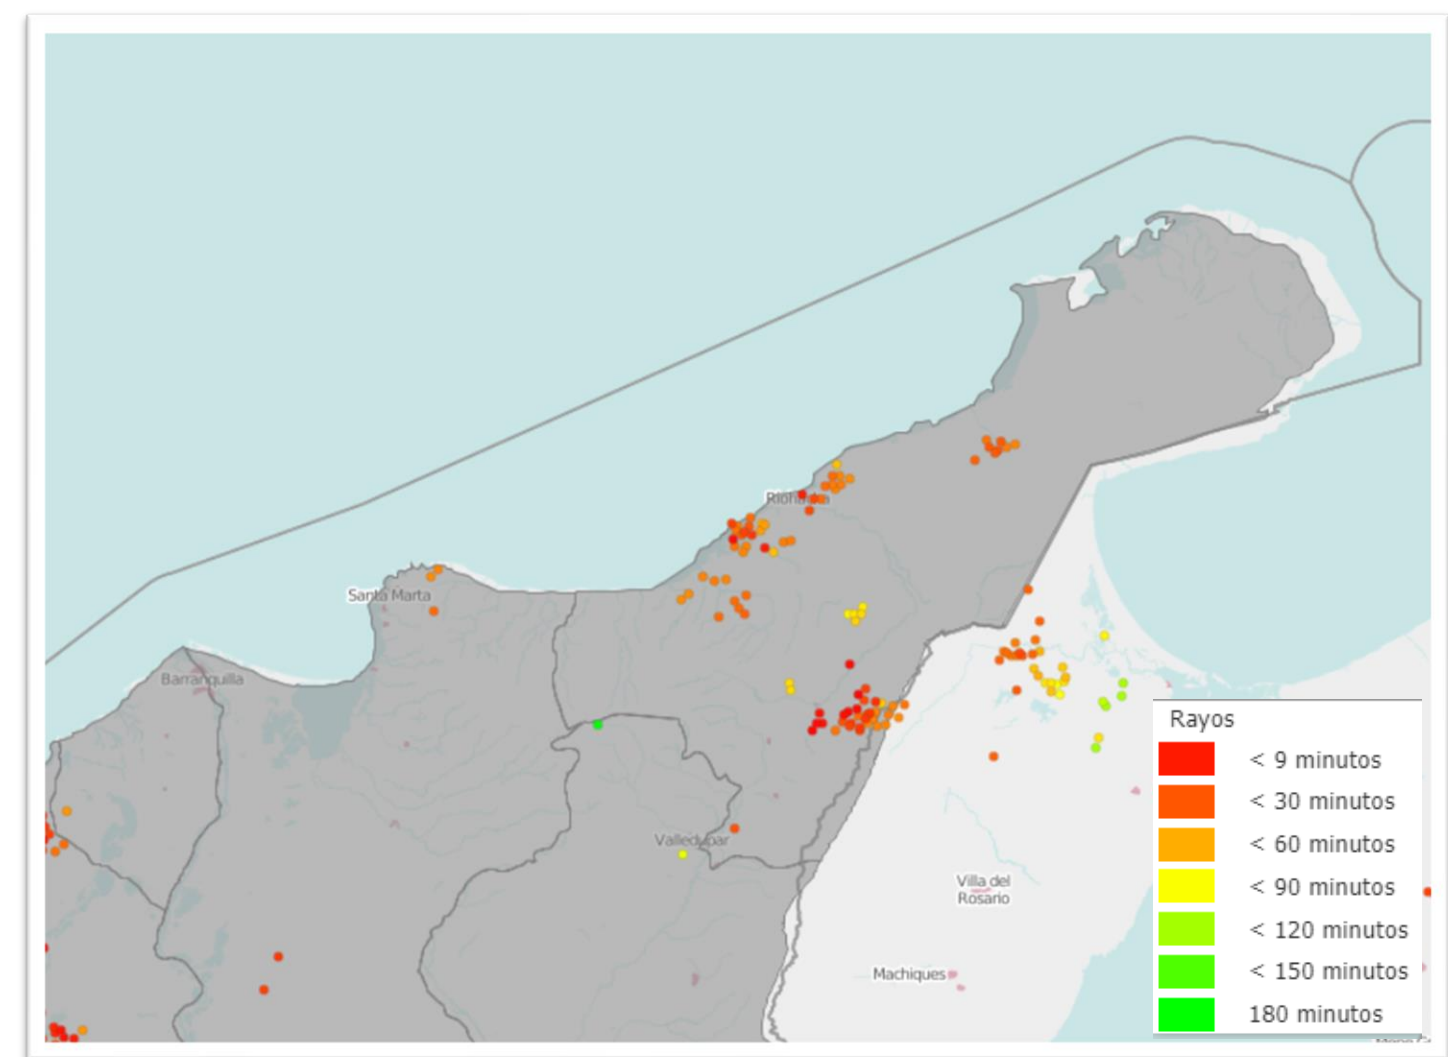 Riohacha
Santa Marta
Barranquilla
Rayos
< 9 minutos
< 30 minutos
< 60 minutos
Valledupar
Villa del
Rosario
< 90 minutos
< 120 minutos
Machiques
< 150 minutos
180 minutos